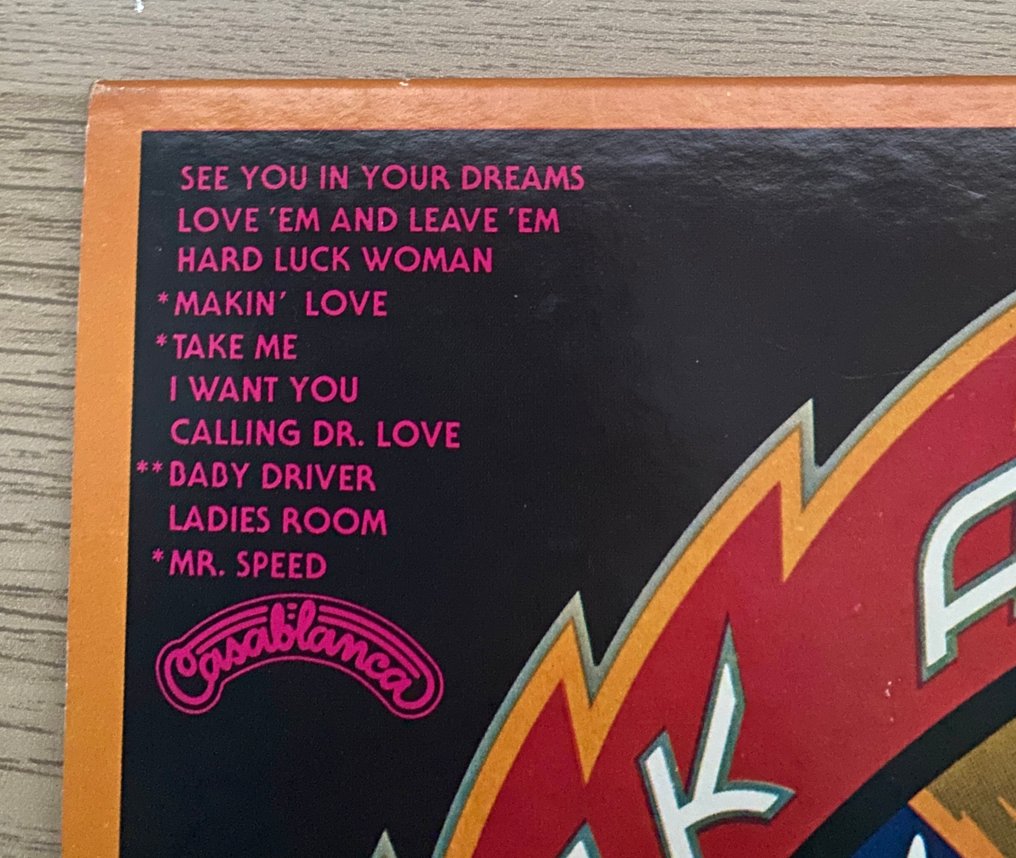 SEE YOU IN YOUR DREAMS
LOVE 'EM AND LEAVE 'EM
HARD LUCK WOMAN
*MAKIN' LOVE
*TAKE ME
I WANT YOU
CALLING DR. LOVE
**BABY DRIVER
LADIES ROOM
*MR. SPEED
Casablanca
K A